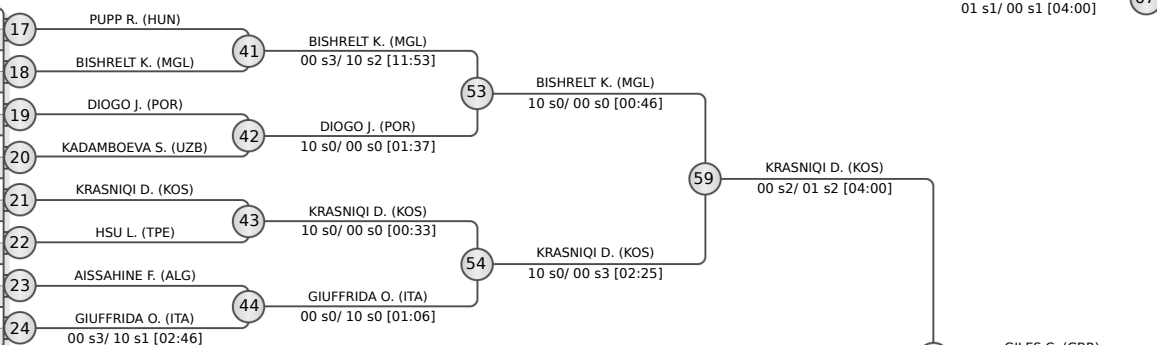 01 s1/ 00 s1 [04:00]
17
PUPP R. (HUN)
41
BISHRELT K. (MGL)
00 s3/ 10 s2 [11:53]
18
BISHRELT K. (MGL)
53
BISHRELT K. (MGL)
10 s0/ 00 s0 [00:46]
19
DIOGO J. (POR)
42
DIOGO J. (POR)
10 s0/ 00 s0 [01:37]
20
KADAMBOEVA S. (UZB)
59
KRASNIQI D. (KOS)
00 s2/ 01 s2 [04:00]
21
KRASNIQI D. (KOS)
43
KRASNIQI D. (KOS)
10 s0/ 00 s0 [00:33]
22
HSU L. (TPE)
54
KRASNIQI D. (KOS)
10 s0/ 00 s3 [02:25]
23
AISSAHINE F. (ALG)
44
GIUFFRIDA O. (ITA)
00 s0/ 10 s0 [01:06]
24
GIUFFRIDA O. (ITA)
00 s3/ 10 s1 [02:46]